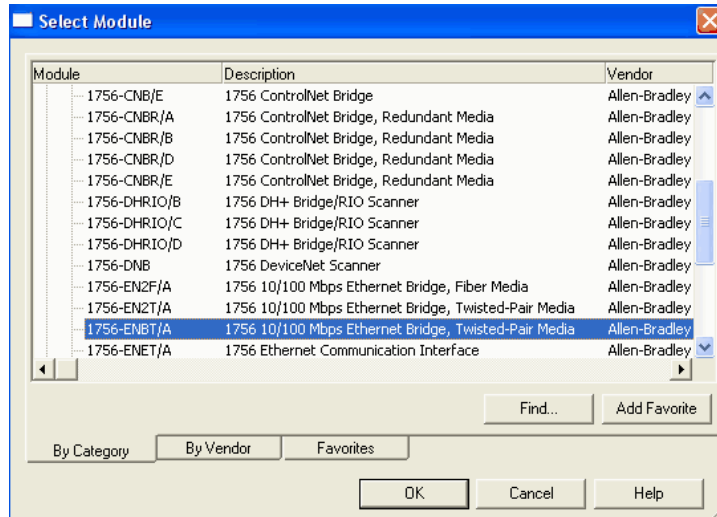 Select Module
Module Description Vendor
1756-CNB/E 1756 ControlNet Bridge Allen-Bradley
1756-CNBR/A 1756 ControlNet Bridge, Redundant Media Allen-Bradley
1756-CNBR/B 1756 ControlNet Bridge, Redundant Media Allen-Bradley
1756-CNBR/D 1756 ControlNet Bridge, Redundant Media Allen-Bradley
1756-CNBR/E 1756 ControlNet Bridge, Redundant Media Allen-Bradley
1756-DHRIO/B 1756 DH+ Bridge/RIO Scanner Allen-Bradley
1756-DHRIO/C 1756 DH+ Bridge/RIO Scanner Allen-Bradley
1756-DHRIO/D 1756 DH+ Bridge/RIO Scanner Allen-Bradley
1756-DNB 1756 DeviceNet Scanner Allen-Bradley
1756-EN2F/A 1756 10/100 Mbps Ethernet Bridge, Fiber Media Allen-Bradley
1756-EN2T/A 1756 10/100 Mbps Ethernet Bridge, Twisted-Pair Media Allen-Bradley
1756-ENBT/A 1756 10/100 Mbps Ethernet Bridge, Twisted-Pair Media Allen-Bradley
1756-ENET/A 1756 Ethernet Communication Interface Allen-Bradley
Find... Add Favorite
By Category By Vendor Favorites
OK Cancel Help